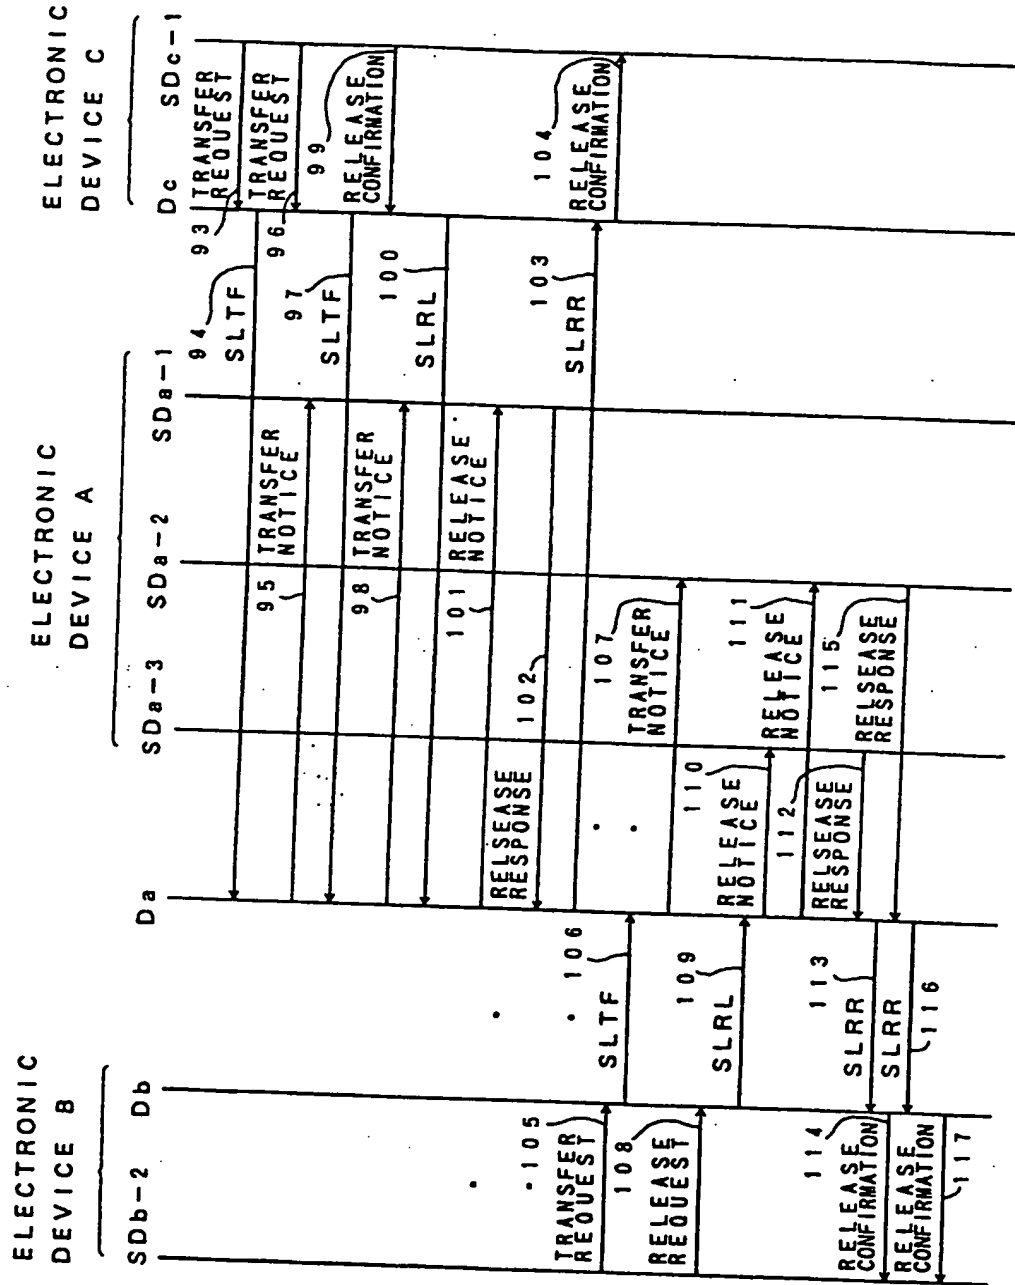 ELECTRONIC
DEVICE B
SDb-2
Db
ELECTRONIC
DEVICE A
Da
SDa-3
SDa-2
SDa-1
ELECTRONIC
DEVICE C
Dc
SDc-1
93
TRANSFER
REQUEST
94
SLTF
95
TRANSFER
NOTICE
96
TRANSFER
REQUEST
97
SLTF
98
TRANSFER
NOTICE
99
RELEASE
CONFIRMATION
100
SLRL
101
RELEASE
NOTICE
102
RELSEASE
RESPONSE
103
SLRR
104
RELEASE
CONFIRMATION
105
TRANSFER
REQUEST
106
SLTF
107
TRANSFER
NOTICE
108
RELEASE
REQUEST
109
SLRL
110
RELEASE
NOTICE
111
RELEASE
NOTICE
112
RELSEASE
RESPONSE
113
SLRR
114
RELEASE
CONFIRMATION
115
RELSEASE
RESPONSE
SLRR
116
RELEASE
CONFIRMATION
117